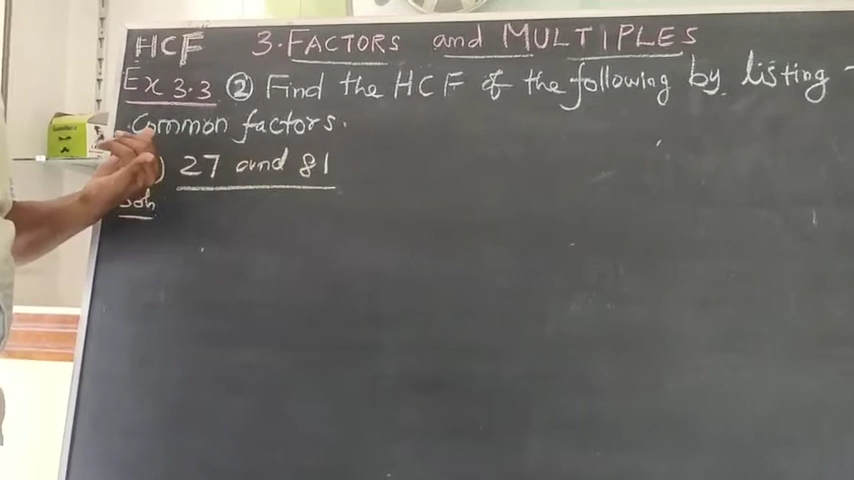 HCF 3. FACTORS and MULTIPLES
Ex 3.3 ② Find the HCF of the following by listing
Common factors.
) 27 and 81
Soln